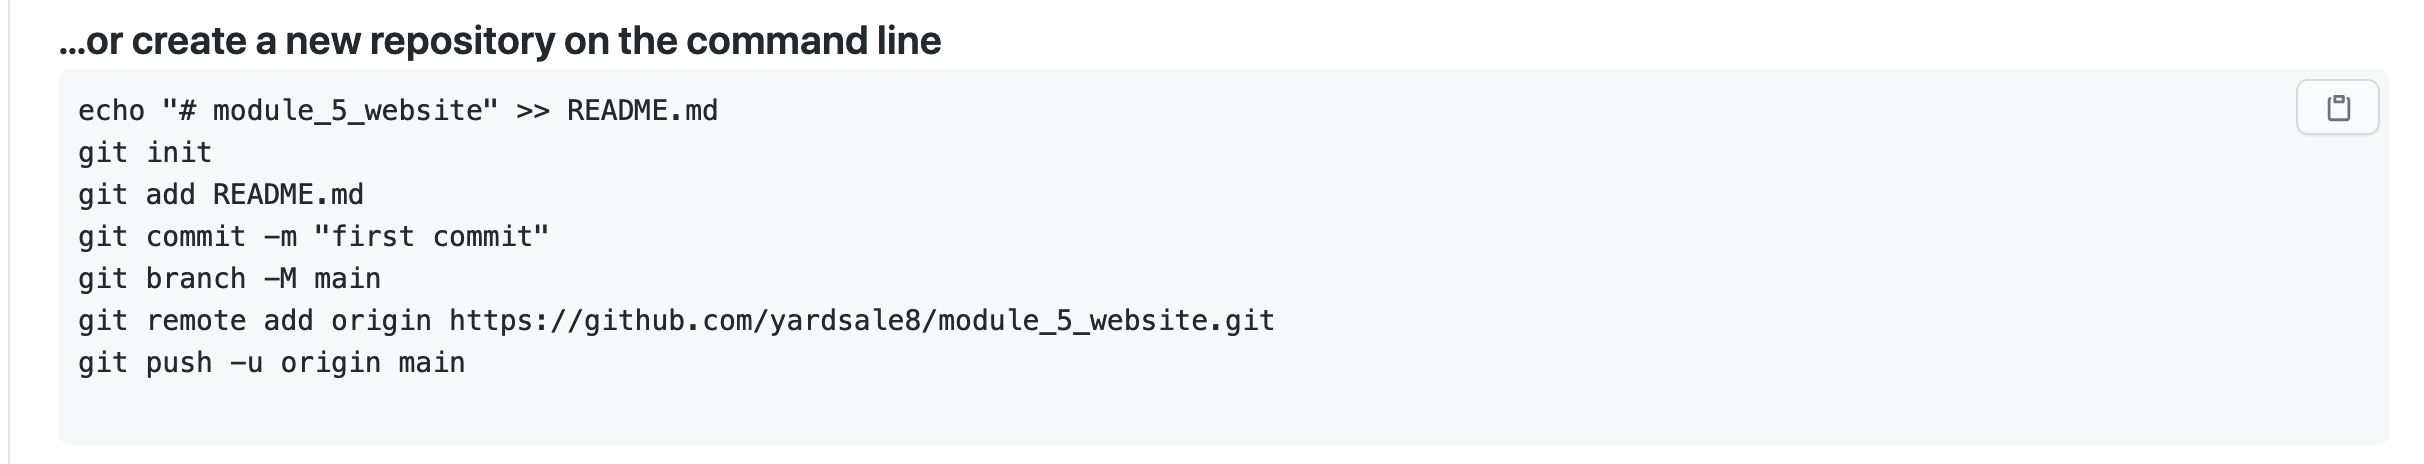 ...or create a new repository on the command line
echo "# module_5_website" >> README.md
git init
git add README.md
git commit -m "first commit"
git branch -M main
git remote add origin https://github.com/yardsale8/module_5_website.git
git push -u origin main